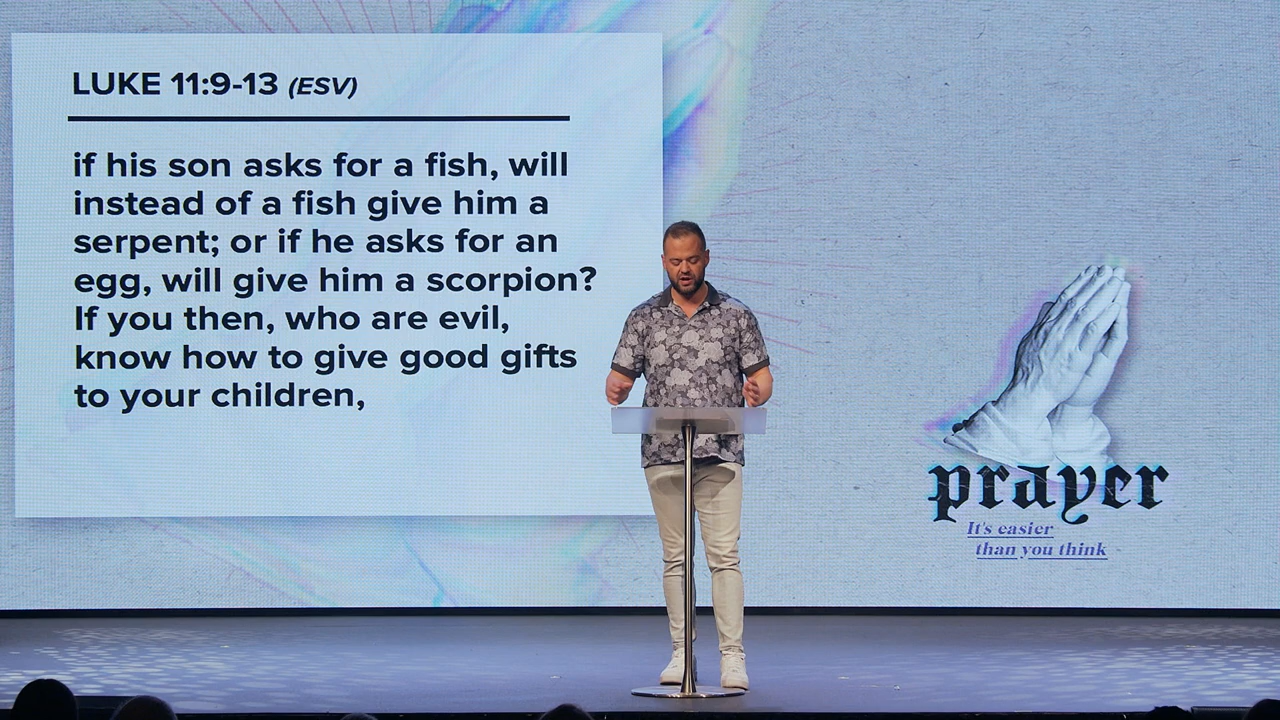 LUKE 11:9-13 (ESV)
if his son asks for a fish, will
instead of a fish give him a
serpent; or if he asks for an
egg, will give him a scorpion?
If you then, who are evil,
know how to give good gifts
to your children,
prayer
It's easier
than you think